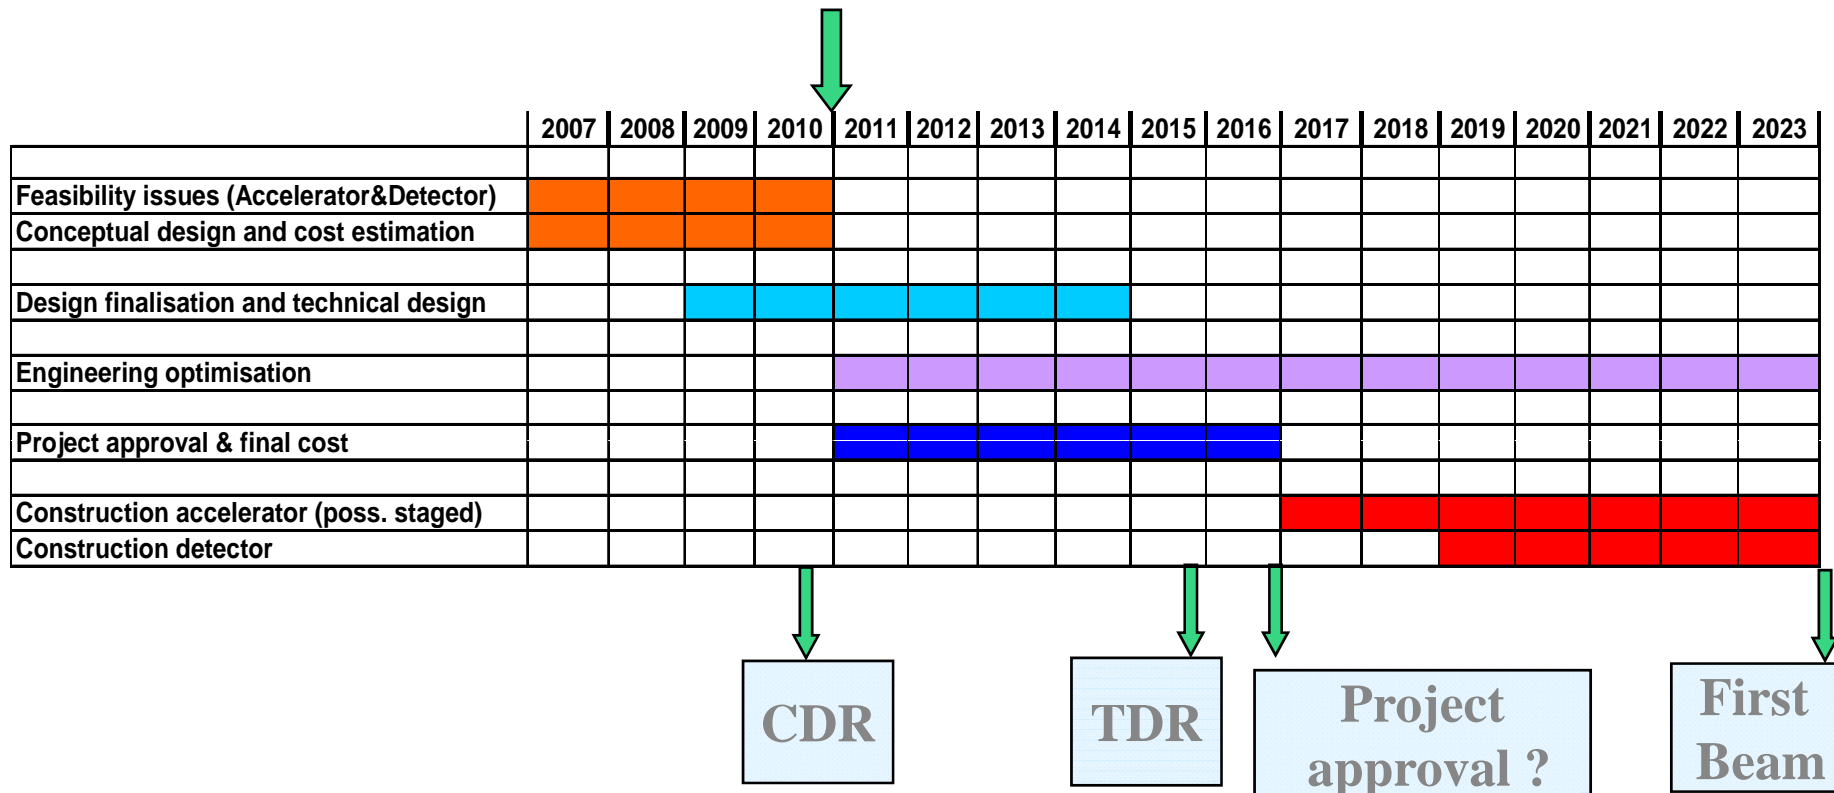 2007 2008 2009 2010 2011 2012 2013 2014 2015 2016 2017 2018 2019 2020 2021 2022 2023
Feasibility issues (Accelerator&Detector)
Conceptual design and cost estimation
Design finalisation and technical design
Engineering optimisation
Project approval & final cost
Construction accelerator (poss. staged)
Construction detector
CDR
TDR
Project
approval ?
First
Beam